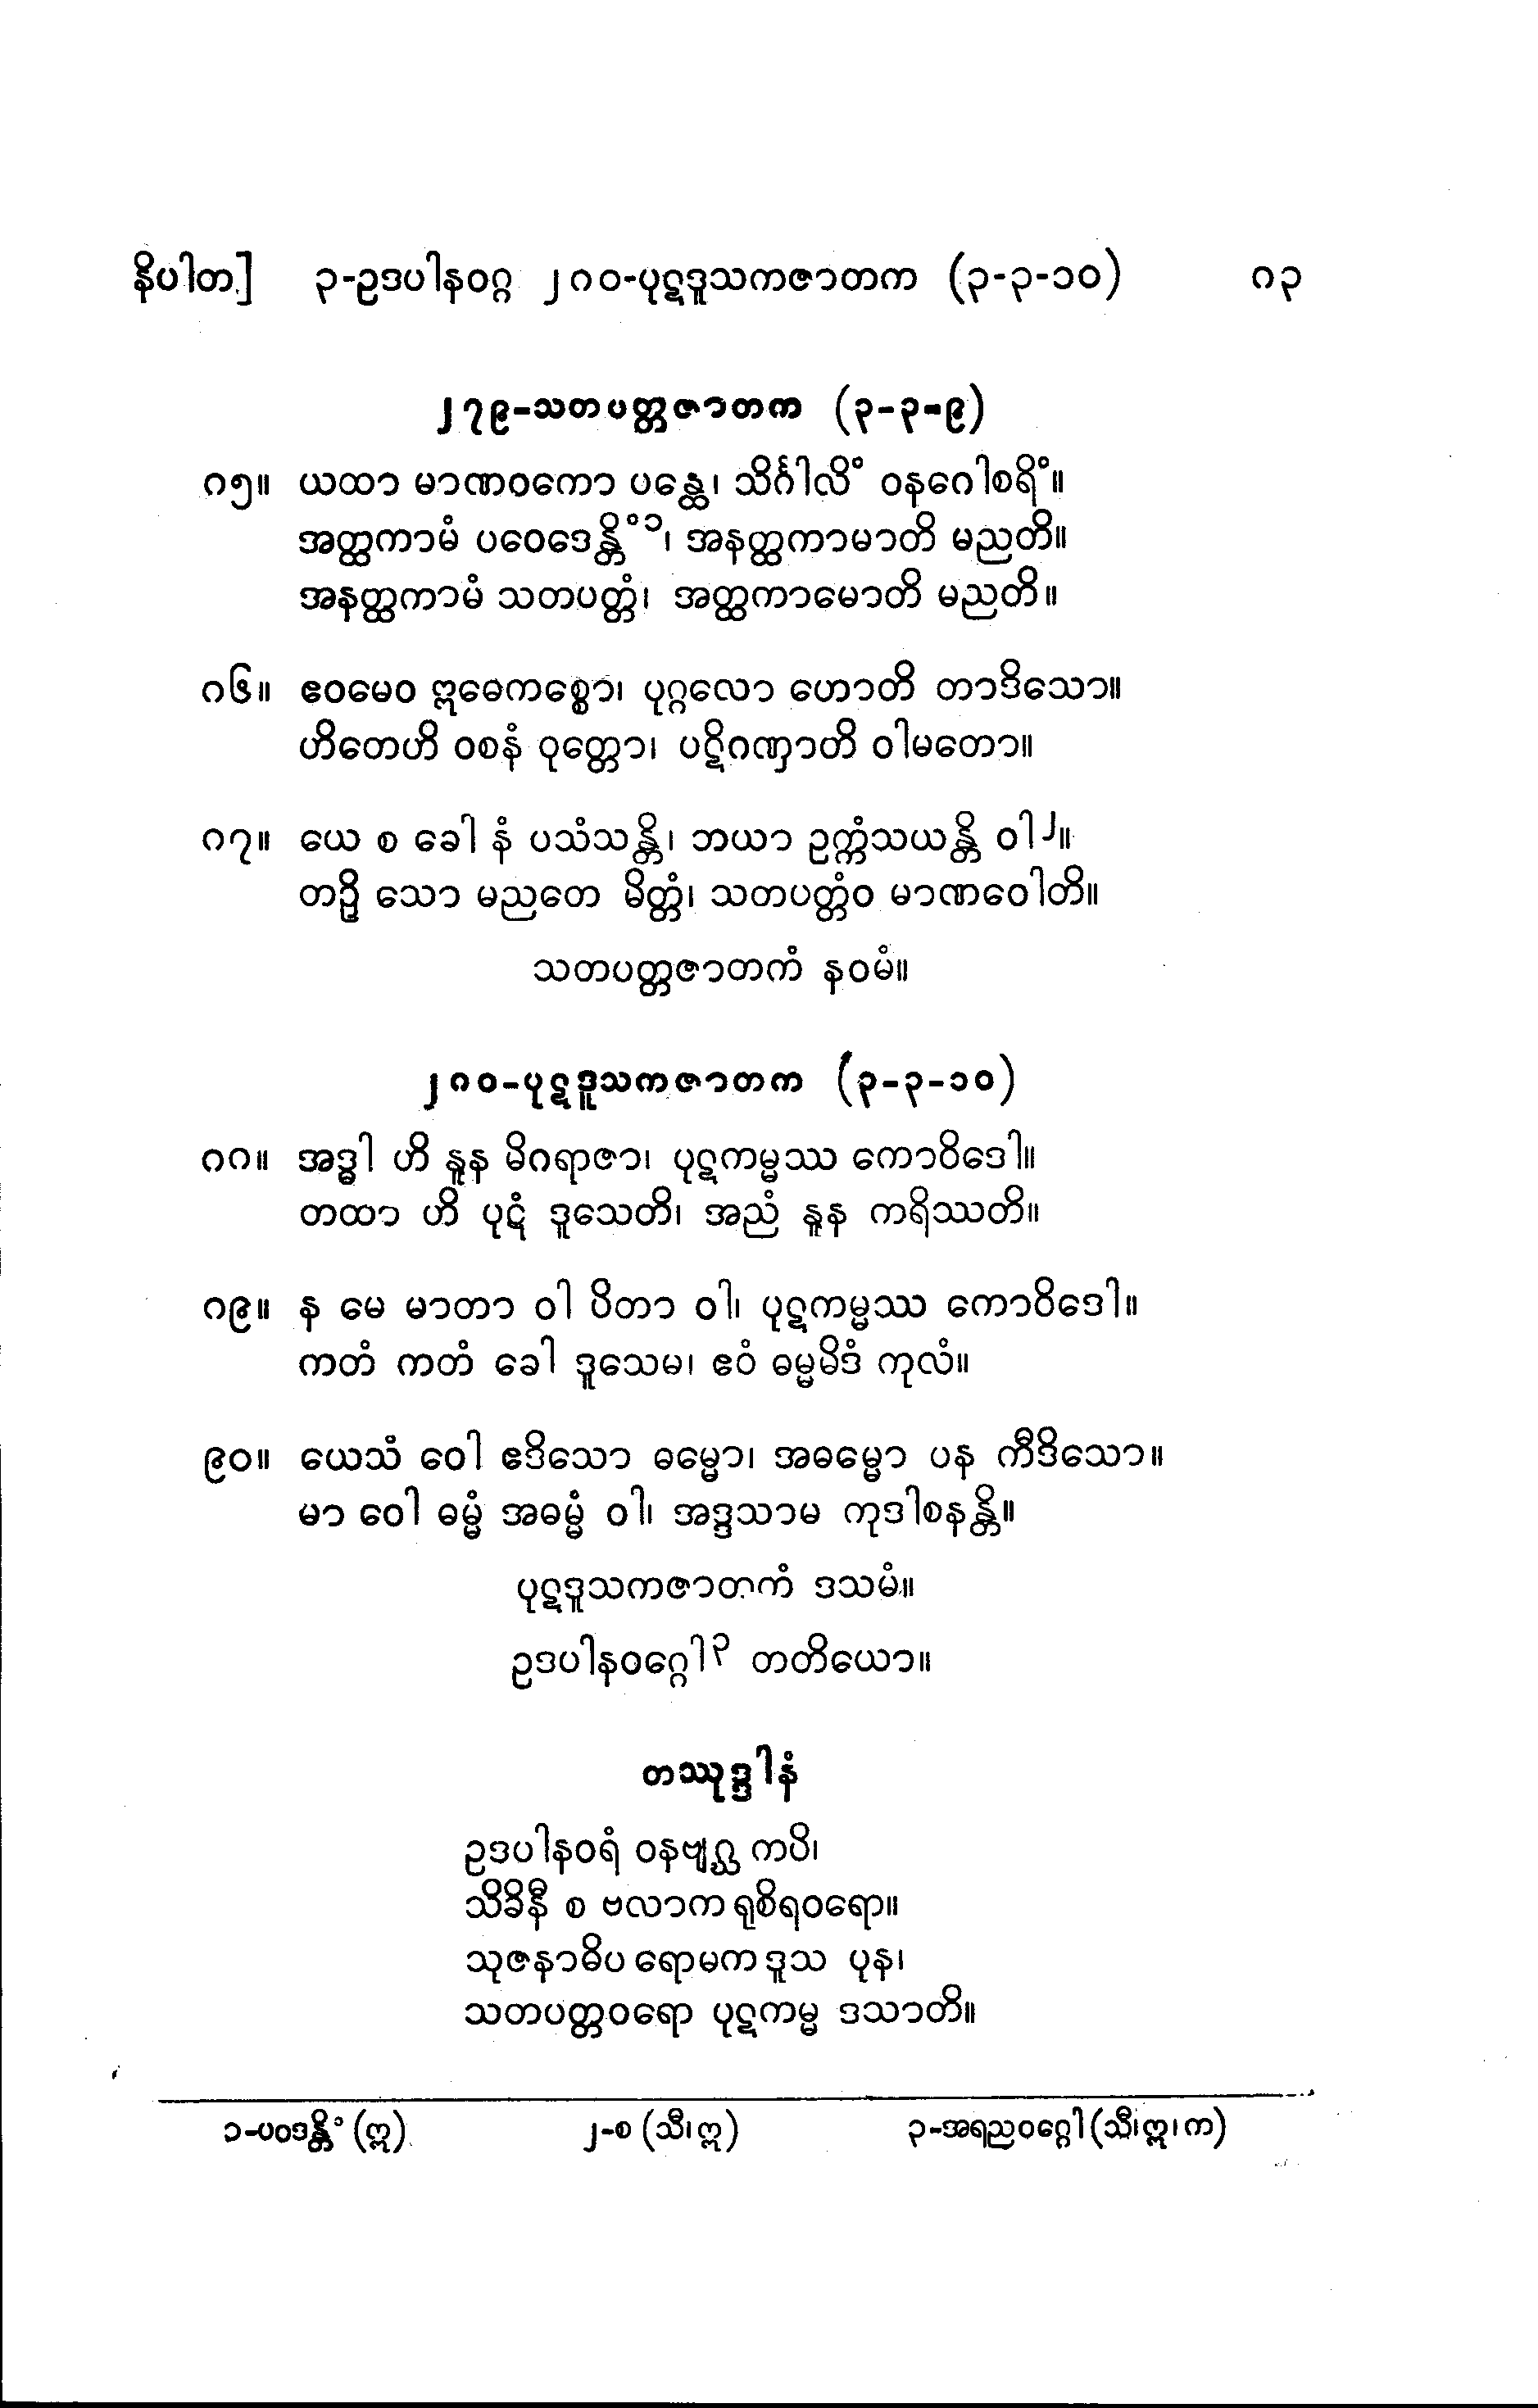 နိပါတ] ၃-ဥဒပါနဝဂ္ဂ ၂၈၀-ပုဋဒူသကဇာတက (၃-၃-၁၀) ၈၃
၂၇၉-သတပတ္တဇာတက (၃-၃-၉)
၈၅။ ယထာ မာဏဝကော ပန္ထေ၊ သိင်္ဂါလိံ ဝနဂေါစရိံ။
အတ္ထကာမံ ပဝေဒေန္တိံ၁၊ အနတ္ထကာမာတိ မညတိ။
အနတ္ထကာမံ သတပတ္တံ၊ အတ္ထကာမောတိ မညတိ။
၈၆။ ဧဝမေဝ ဣဓေကစ္စော၊ ပုဂ္ဂလော ဟောတိ တာဒိသော။
ဟိတေဟိ ဝစနံ ဝုတ္တော၊ ပဋိဂဏှာတိ ဝါမတော။
၈၇။ ယေ စ ခေါ နံ ပသံသန္တိ၊ ဘယာ ဥက္ကံသယန္တိ ဝါ၂။
တဉှိ သော မညတေ မိတ္တံ၊ သတပတ္တံဝ မာဏဝေါတိ။
သတပတ္တဇာတကံ နဝမံ။
၂၈၀-ပုဋဒူသကဇာတက (၃-၃-၁၀)
၈၈။ အဒ္ဓါ ဟိ နူန မိဂရာဇာ၊ ပုဋကမ္မဿ ကောဝိဒေါ။
တထာ ဟိ ပုဋံ ဒူသေတိ၊ အညံ နူန ကရိဿတိ။
၈၉။ န မေ မာတာ ဝါ ပိတာ ဝါ၊ ပုဋကမ္မဿ ကောဝိဒေါ။
ကတံ ကတံ ခေါ ဒူသေမ၊ ဧဝံ ဓမ္မမိဒံ ကုလံ။
၉၀။ ယေသံ ဝေါ ဧဒိသော ဓမ္မော၊ အဓမ္မော ပန ကီဒိသော။
မာ ဝေါ ဓမ္မံ အဓမ္မံ ဝါ၊ အဒ္ဒသာမ ကုဒါစနန္တိ။
ပုဋဒူသကဇာတကံ ဒသမံ။
ဥဒပါနဝဂ္ဂေါ၃ တတိယော။
တဿုဒ္ဒါနံ
ဥဒပါနဝရံ ဝနဗျဂ္ဃ ကပိ၊
သိခိနီ စ ဗလာက ရုစိရဝရော။
သုဇနာဓိပ ရောမက ဒူသ ပုန၊
သတပတ္တဝရော ပုဋကမ္မ ဒသာတိ။
၁-ပဝဒန္တိံ (ဣ) ၂-စ (သီ၊ ဣ) ၃-အရညဝဂ္ဂေါ (သီ၊ ဣ၊ က)